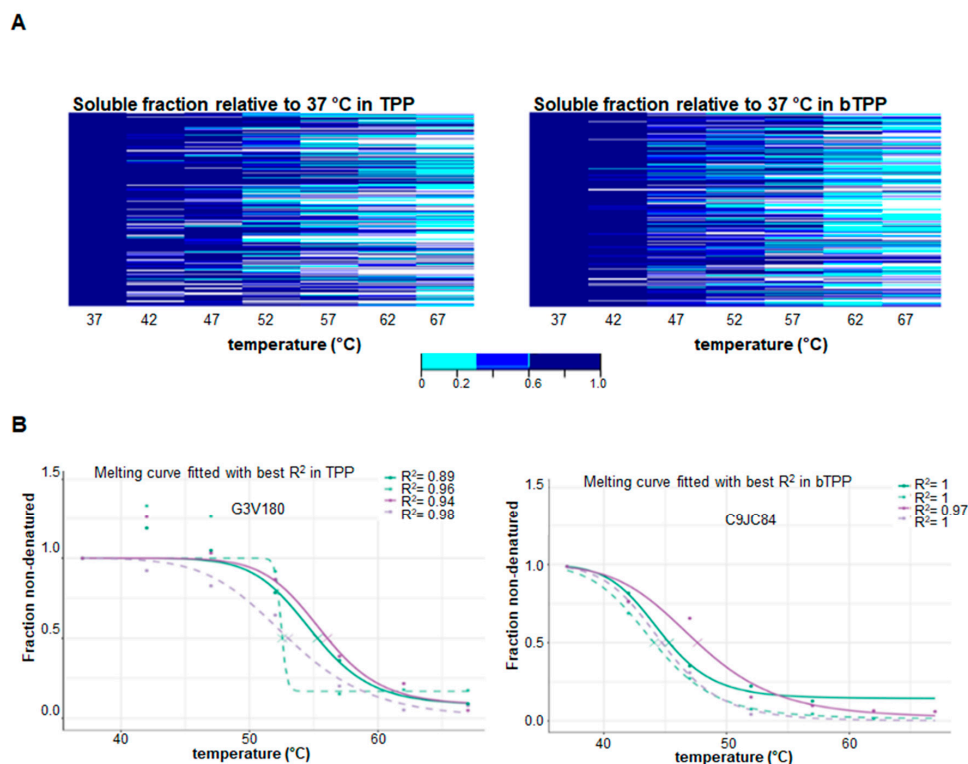 A
Soluble fraction relative to 37 °C in TPP
37 42 47 52 57 62 67
temperature (°C)
Soluble fraction relative to 37 °C in bTPP
37 42 47 52 57 62 67
temperature (°C)
0 0.2 0.6 1.0
B
Melting curve fitted with best R² in TPP
G3V180
R²= 0.89
R²= 0.96
R²= 0.94
R²= 0.98
Fraction non-denatured
1.5
1.0
0.5
0.0
40 50 60
temperature (°C)
Melting curve fitted with best R² in bTPP
C9JC84
R²= 1
R²= 1
R²= 0.97
R²= 1
Fraction non-denatured
1.5
1.0
0.5
0.0
40 50 60
temperature (°C)